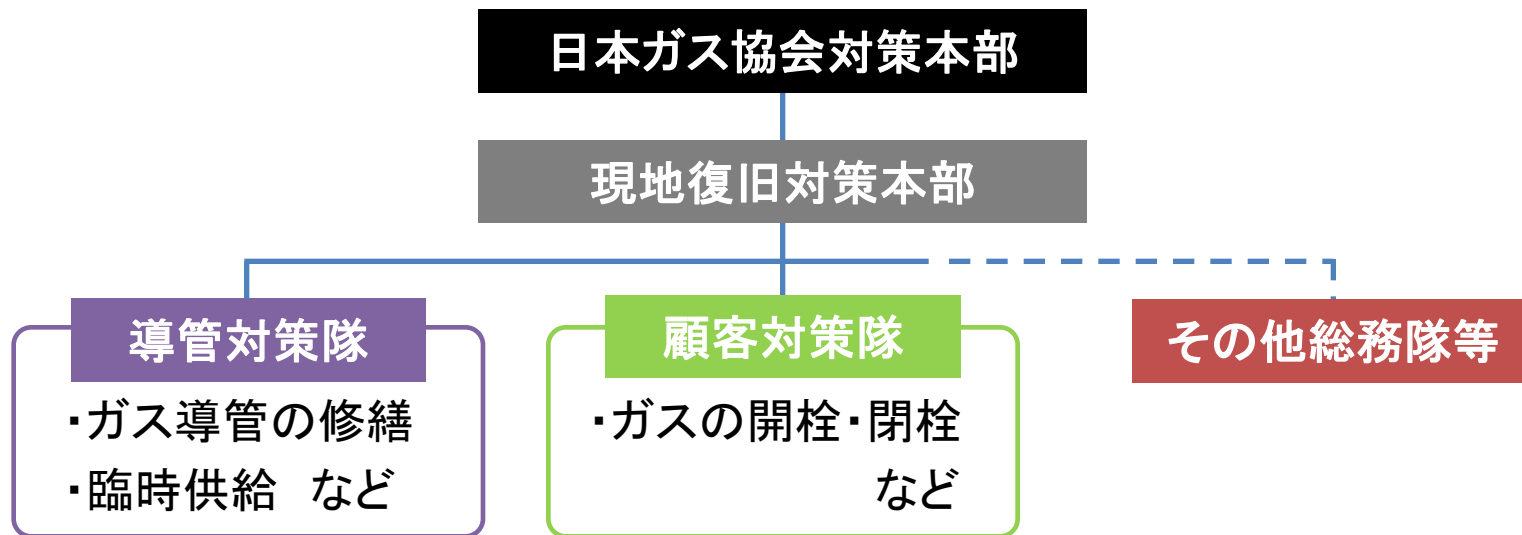 日本ガス協会対策本部
現地復旧対策本部
導管対策隊
・ガス導管の修繕
・臨時供給　など
顧客対策隊
・ガスの開栓・閉栓
など
その他総務隊等